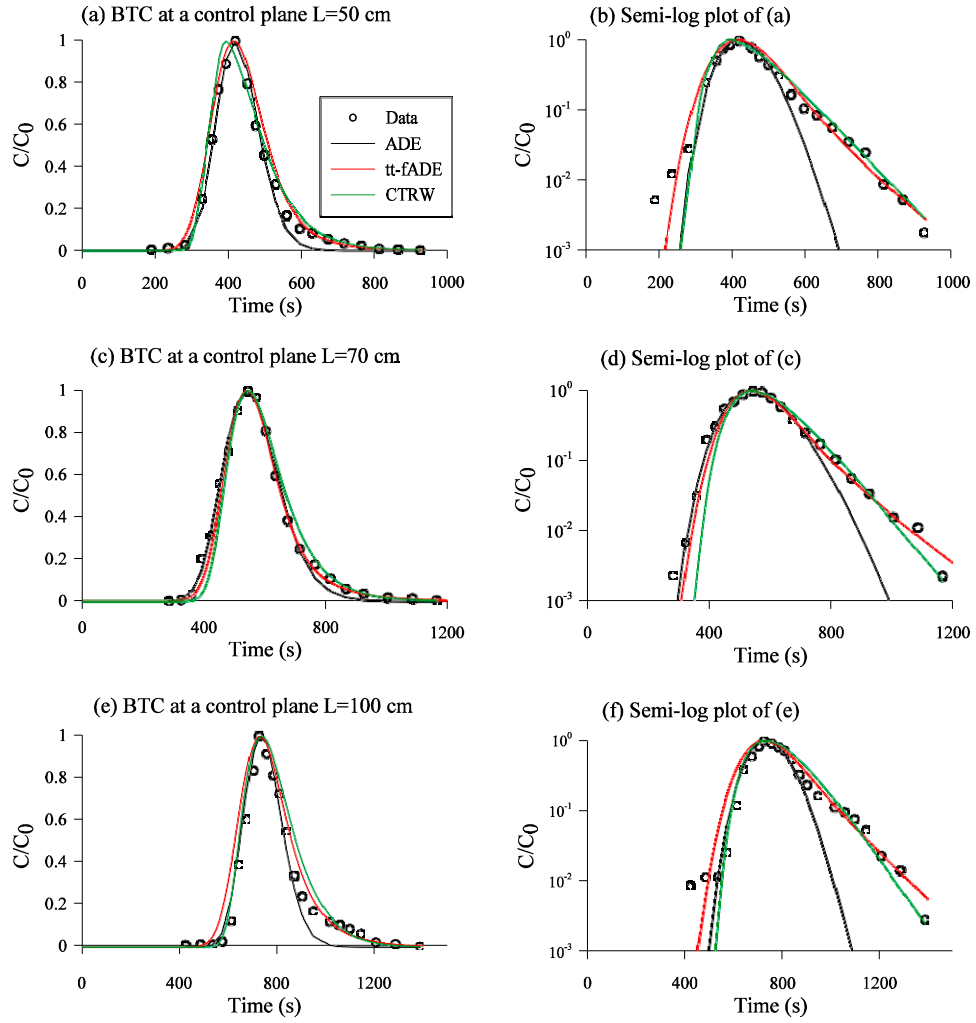 (a) BTC at a control plane L=50 cm
1
0.8
0.6
0.4
0.2
0
C/C0
0 200 400 600 800 1000
Time (s)
Data
ADE
tt-fADE
CTRW
(b) Semi-log plot of (a)
10^0
10^-1
10^-2
10^-3
C/C0
0 200 400 600 800 1000
Time (s)
(c) BTC at a control plane L=70 cm
1
0.8
0.6
0.4
0.2
0
C/C0
0 400 800 1200
Time (s)
(d) Semi-log plot of (c)
10^0
10^-1
10^-2
10^-3
C/C0
0 400 800 1200
Time (s)
(e) BTC at a control plane L=100 cm
1
0.8
0.6
0.4
0.2
0
C/C0
0 400 800 1200
Time (s)
(f) Semi-log plot of (e)
10^0
10^-1
10^-2
10^-3
C/C0
0 400 800 1200
Time (s)